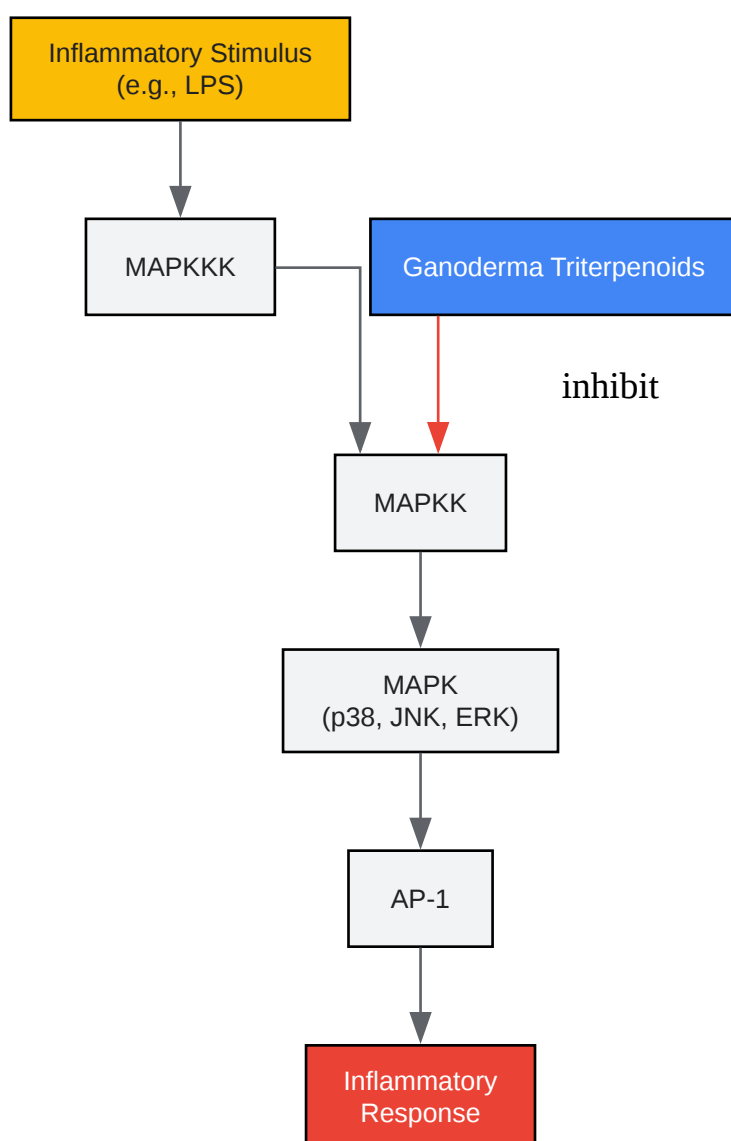 Inflammatory Stimulus
(e.g., LPS)
MAPKKK
Ganoderma Triterpenoids
inhibit
MAPKK
MAPK
(p38, JNK, ERK)
AP-1
Inflammatory
Response